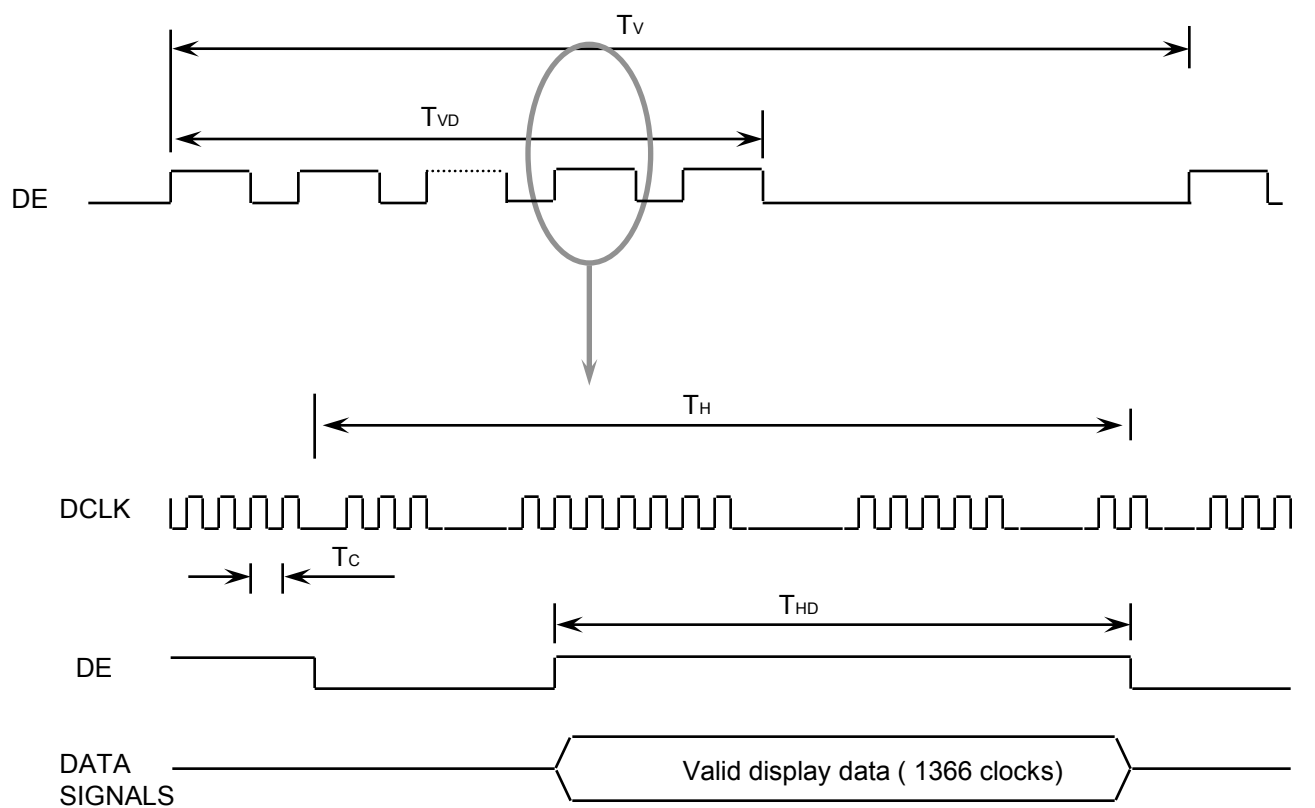 TV
TVD
DE
TH
DCLK
TC
THD
DE
DATA
SIGNALS
Valid display data ( 1366 clocks)